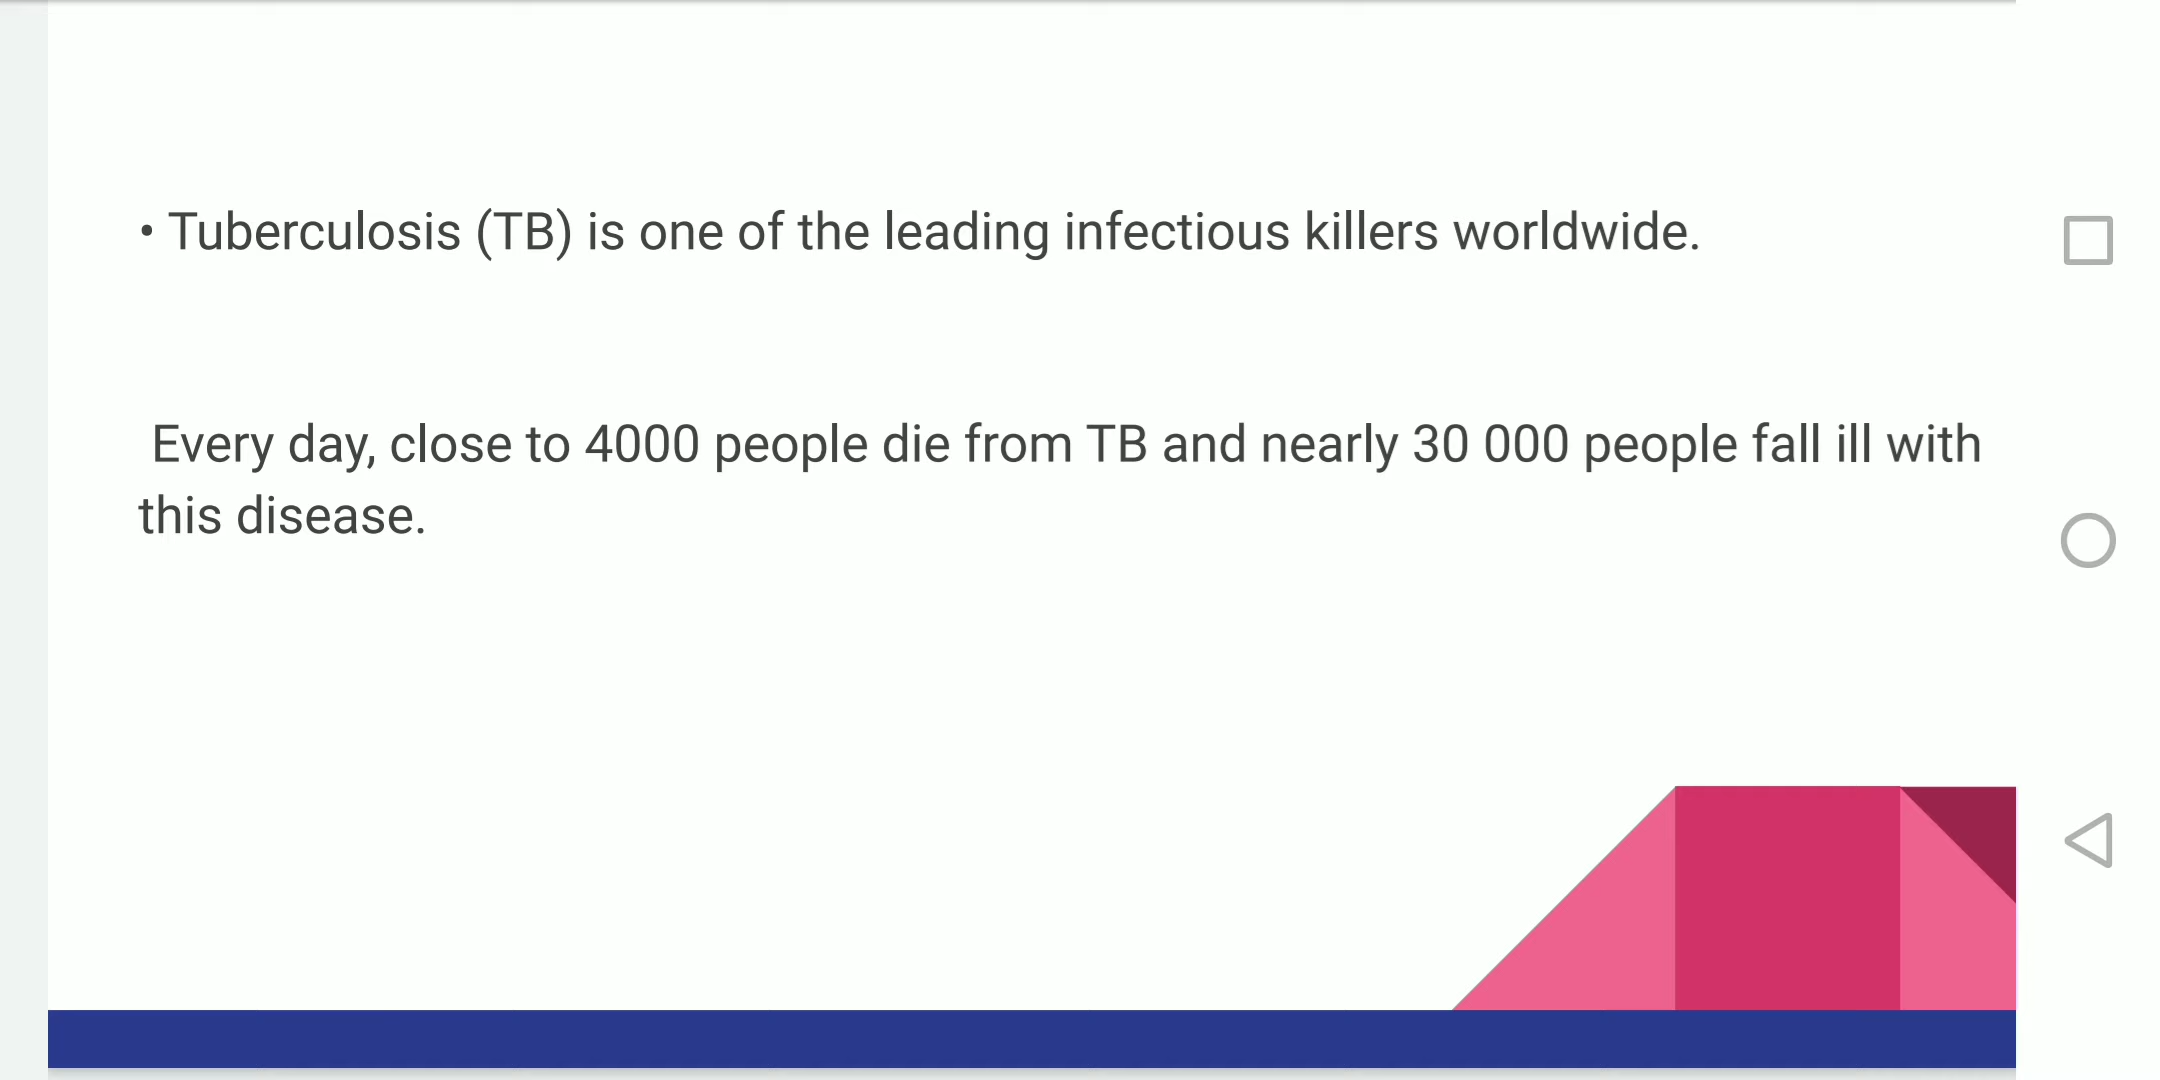 • Tuberculosis (TB) is one of the leading infectious killers worldwide.
Every day, close to 4000 people die from TB and nearly 30 000 people fall ill with
this disease.